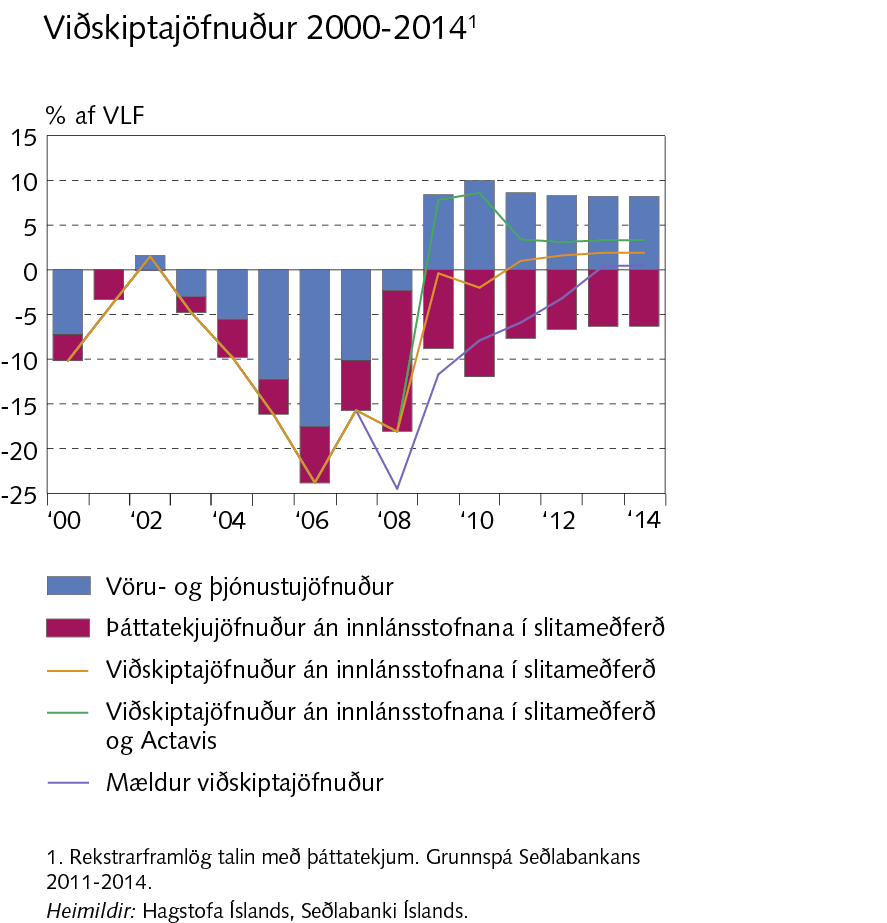 Viðskiptajöfnuður 2000-2014¹
% af VLF
15
10
5
0
-5
-10
-15
-20
-25
‘00 ‘02 ‘04 ‘06 ‘08 ‘10 ‘12 ‘14
Vöru- og þjónustujöfnuður
Þáttatekjujöfnuður án innlánsstofnana í slitameðferð
Viðskiptajöfnuður án innlánsstofnana í slitameðferð
Viðskiptajöfnuður án innlánsstofnana í slitameðferð
og Actavis
Mældur viðskiptajöfnuður
1. Rekstrarframlög talin með þáttatekjum. Grunnspá Seðlabankans
2011-2014.
Heimildir: Hagstofa Íslands, Seðlabanki Íslands.